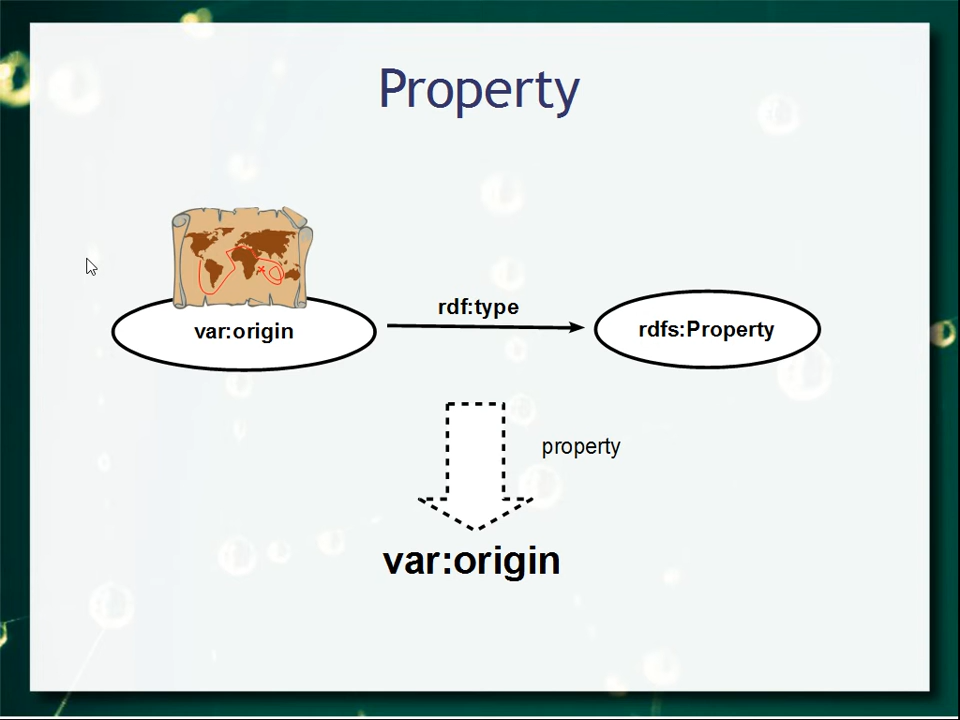 Property
rdf:type
var:origin
rdfs:Property
property
var:origin